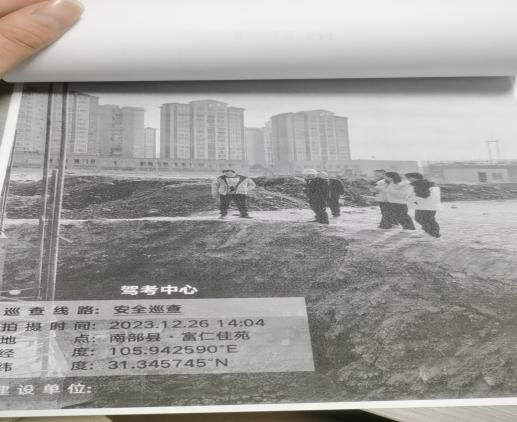 驾考中心
巡查线路: 安全巡查
拍摄时间: 2023.12.26 14:04
地点: 南部县·富仁佳苑
经度: 105.942590°E
纬度: 31.345745°N
建设单位: